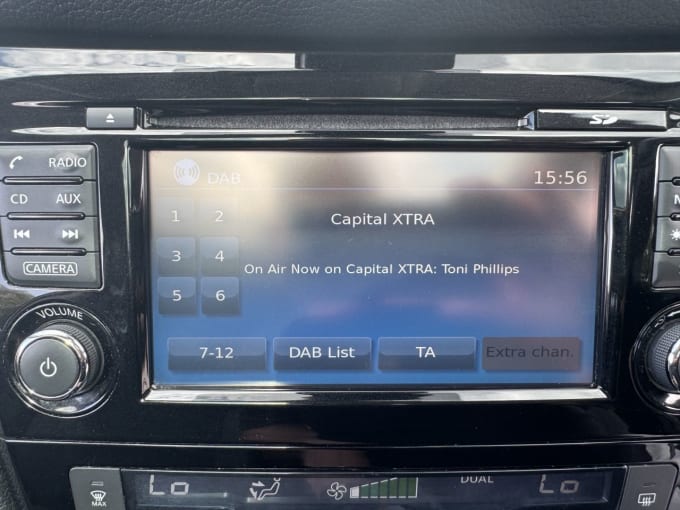 SD
RADIO
CD AUX
CAMERA
VOLUME
DAB 15:56
1 2
3 4
5 6
Capital XTRA
On Air Now on Capital XTRA: Toni Phillips
7-12 DAB List TA Extra chan.
Lo DUAL Lo
MAX